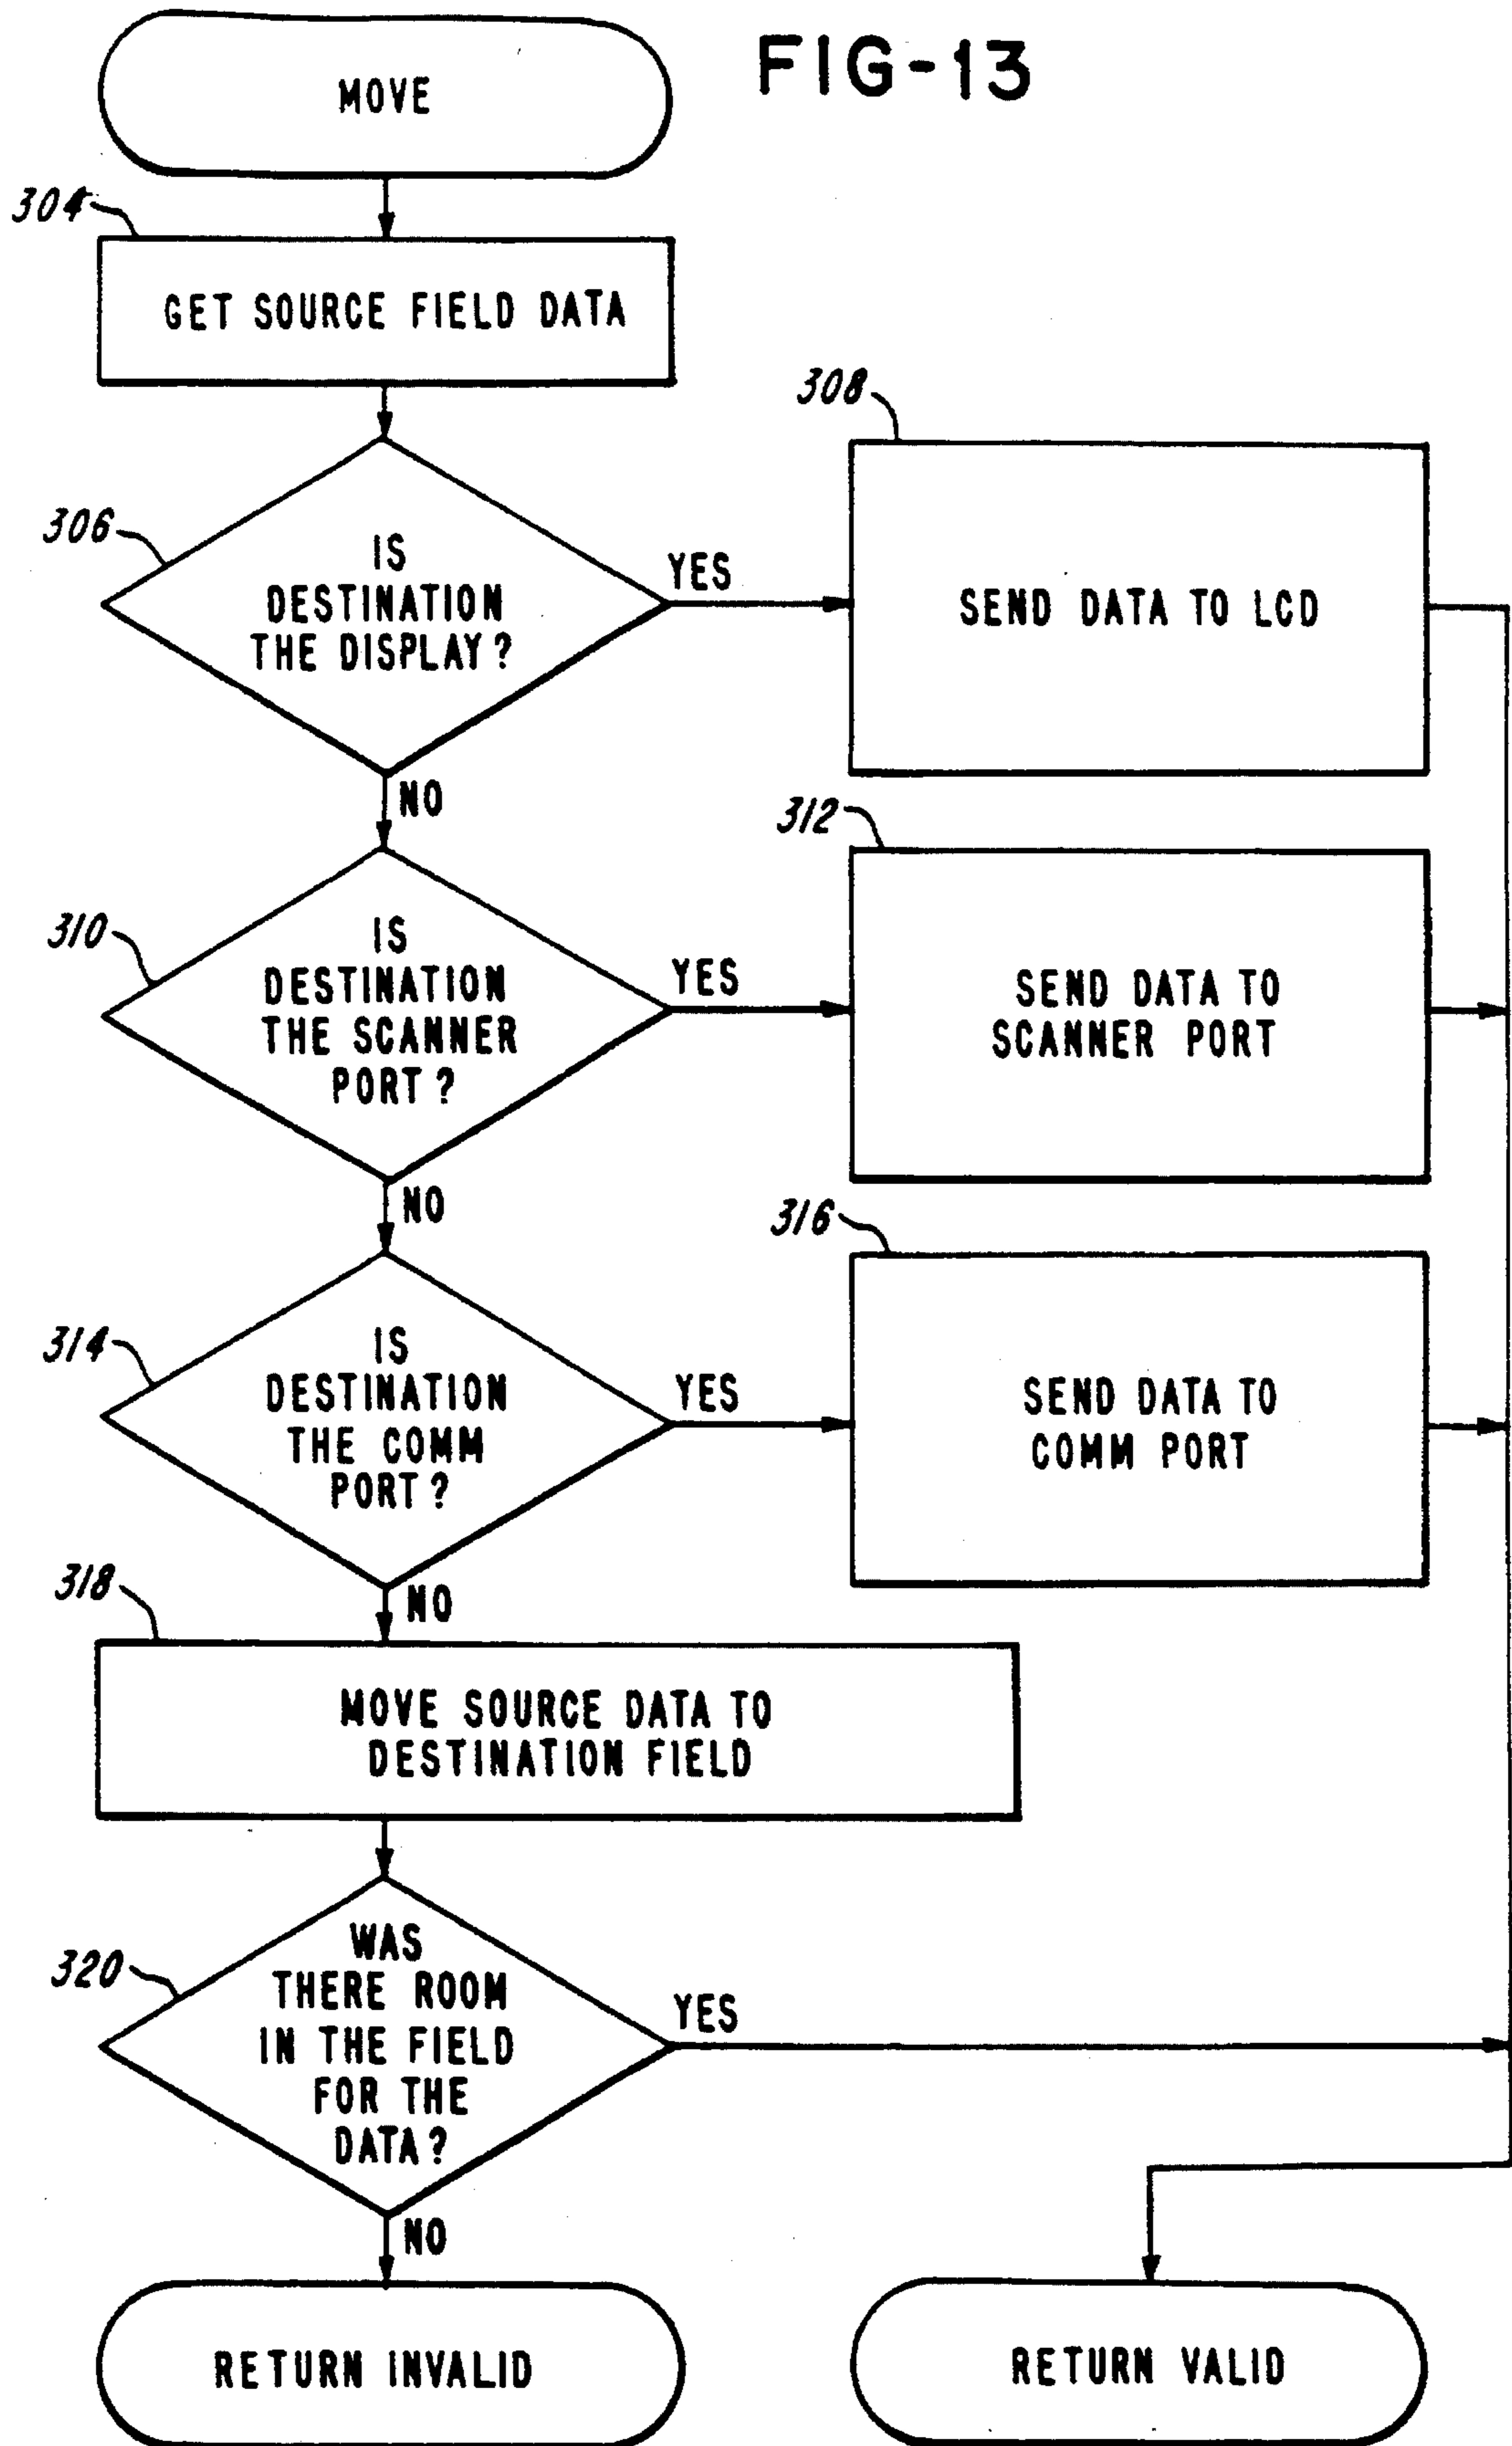 FIG-13
MOVE
304
GET SOURCE FIELD DATA
306
IS
DESTINATION
THE DISPLAY?
YES
308
SEND DATA TO LCD
NO
310
IS
DESTINATION
THE SCANNER
PORT?
YES
312
SEND DATA TO
SCANNER PORT
NO
314
IS
DESTINATION
THE COMM
PORT?
YES
316
SEND DATA TO
COMM PORT
NO
318
MOVE SOURCE DATA TO
DESTINATION FIELD
320
WAS
THERE ROOM
IN THE FIELD
FOR THE
DATA?
YES
NO
RETURN INVALID
RETURN VALID